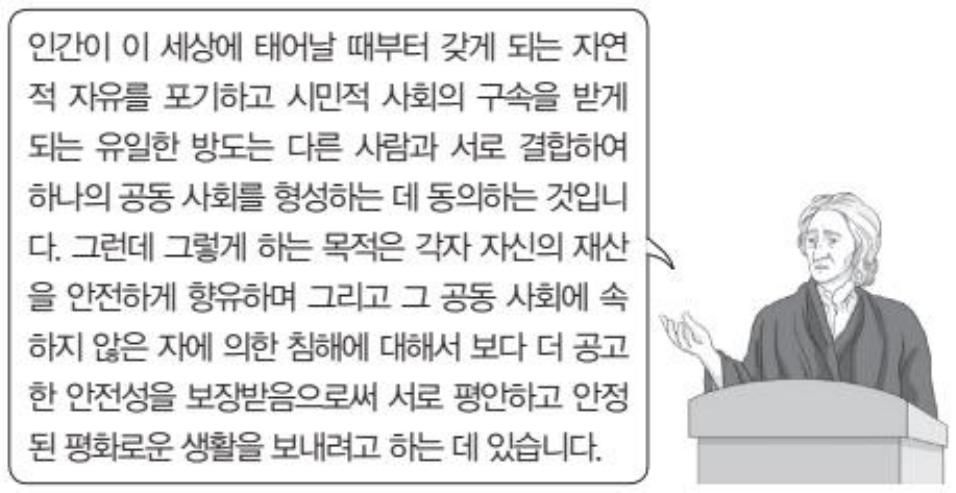 인간이 이 세상에 태어날 때부터 갖게 되는 자연
적 자유를 포기하고 시민적 사회의 구속을 받게
되는 유일한 방도는 다른 사람과 서로 결합하여
하나의 공동 사회를 형성하는 데 동의하는 것입니
다. 그런데 그렇게 하는 목적은 각자 자신의 재산
을 안전하게 향유하며 그리고 그 공동 사회에 속
하지 않은 자에 의한 침해에 대해서 보다 더 공고
한 안전성을 보장받음으로써 서로 평안하고 안정
된 평화로운 생활을 보내려고 하는 데 있습니다.